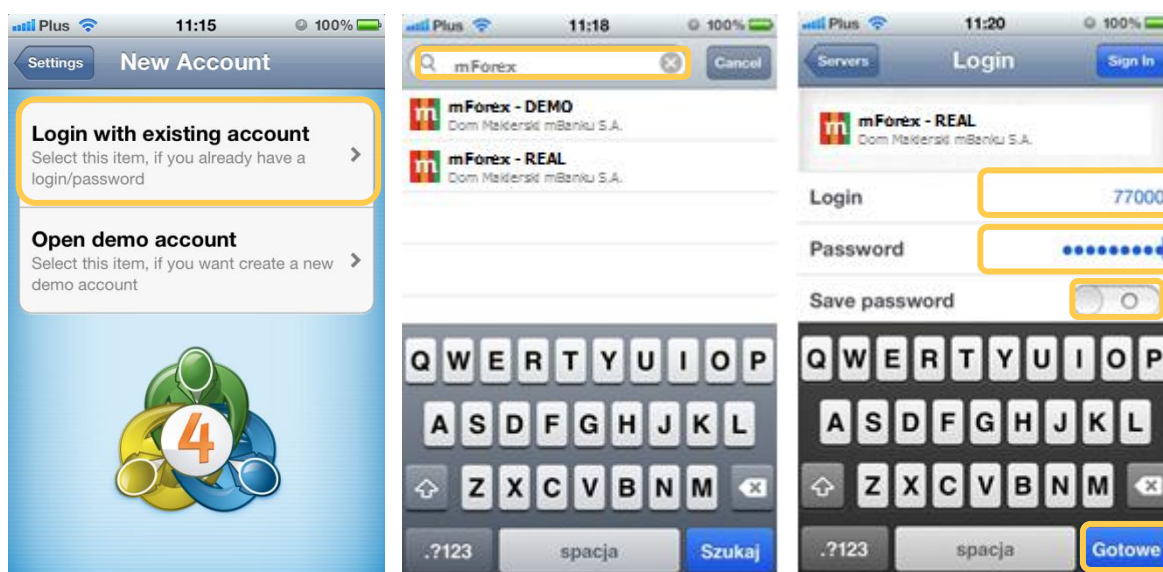 Plus 11:15 100%
Settings New Account
Login with existing account
Select this item, if you already have a
login/password
Open demo account
Select this item, if you want create a new
demo account
4
Plus 11:18 100%
mForex Cancel
m mForex - DEMO
Dom Maklerski mBanku S.A.
m mForex - REAL
Dom Maklerski mBanku S.A.
Q W E R T Y U I O P
A S D F G H J K L
Z X C V B N M
.?123 spacja Szukaj
Plus 11:20 100%
Servers Login Sign In
m mForex - REAL
Dom Maklerski mBanku S.A.
Login 77000
Password
Save password
Q W E R T Y U I O P
A S D F G H J K L
Z X C V B N M
.?123 spacja Gotowe